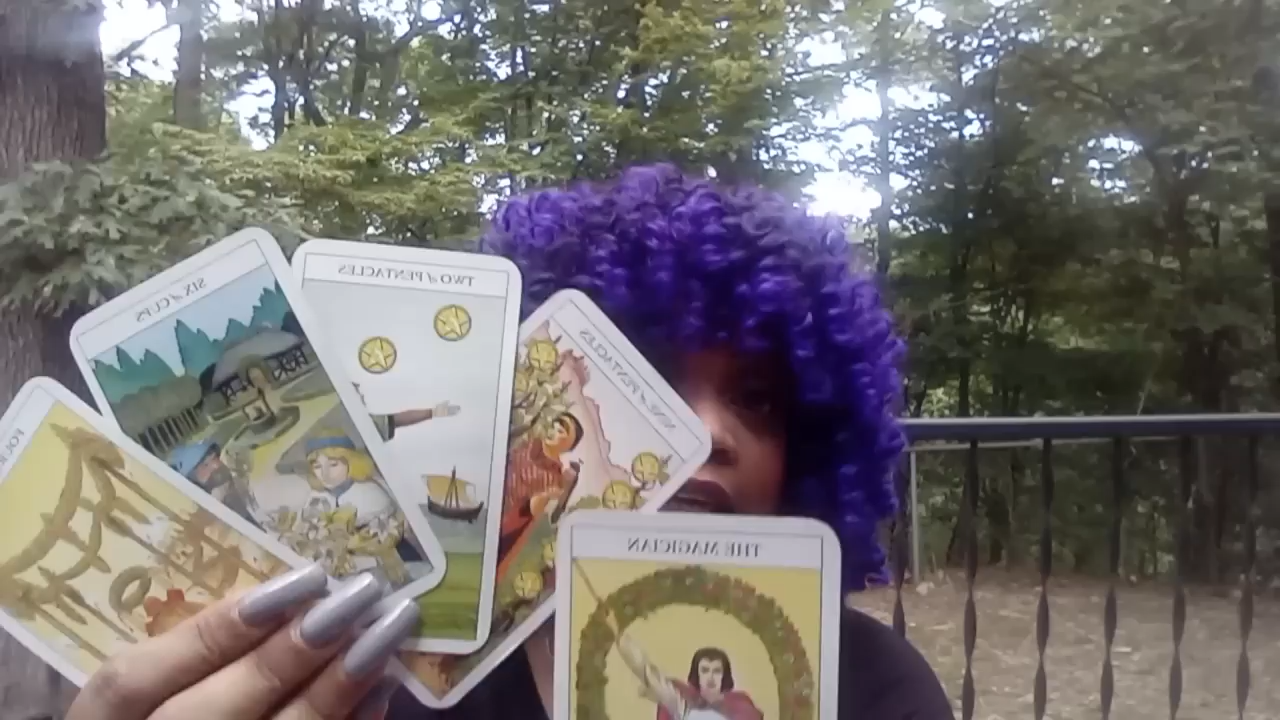 SIX of CUPS
TWO of PENTACLES
PENTACLES
THE MAGICIAN